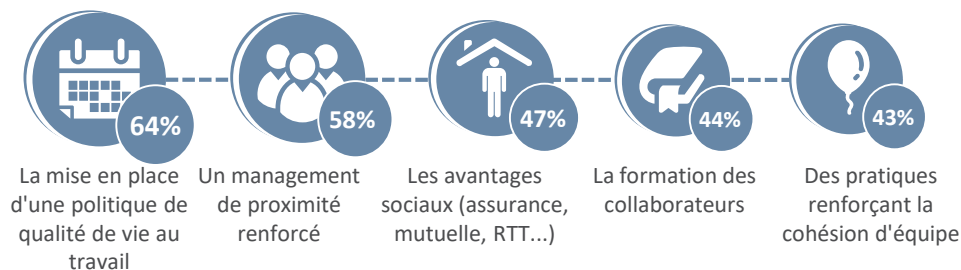 64%
La mise en place
d'une politique de
qualité de vie au
travail
58%
Un management
de proximité
renforcé
47%
Les avantages
sociaux (assurance,
mutuelle, RTT...)
44%
La formation des
collaborateurs
43%
Des pratiques
renforçant la
cohésion d'équipe